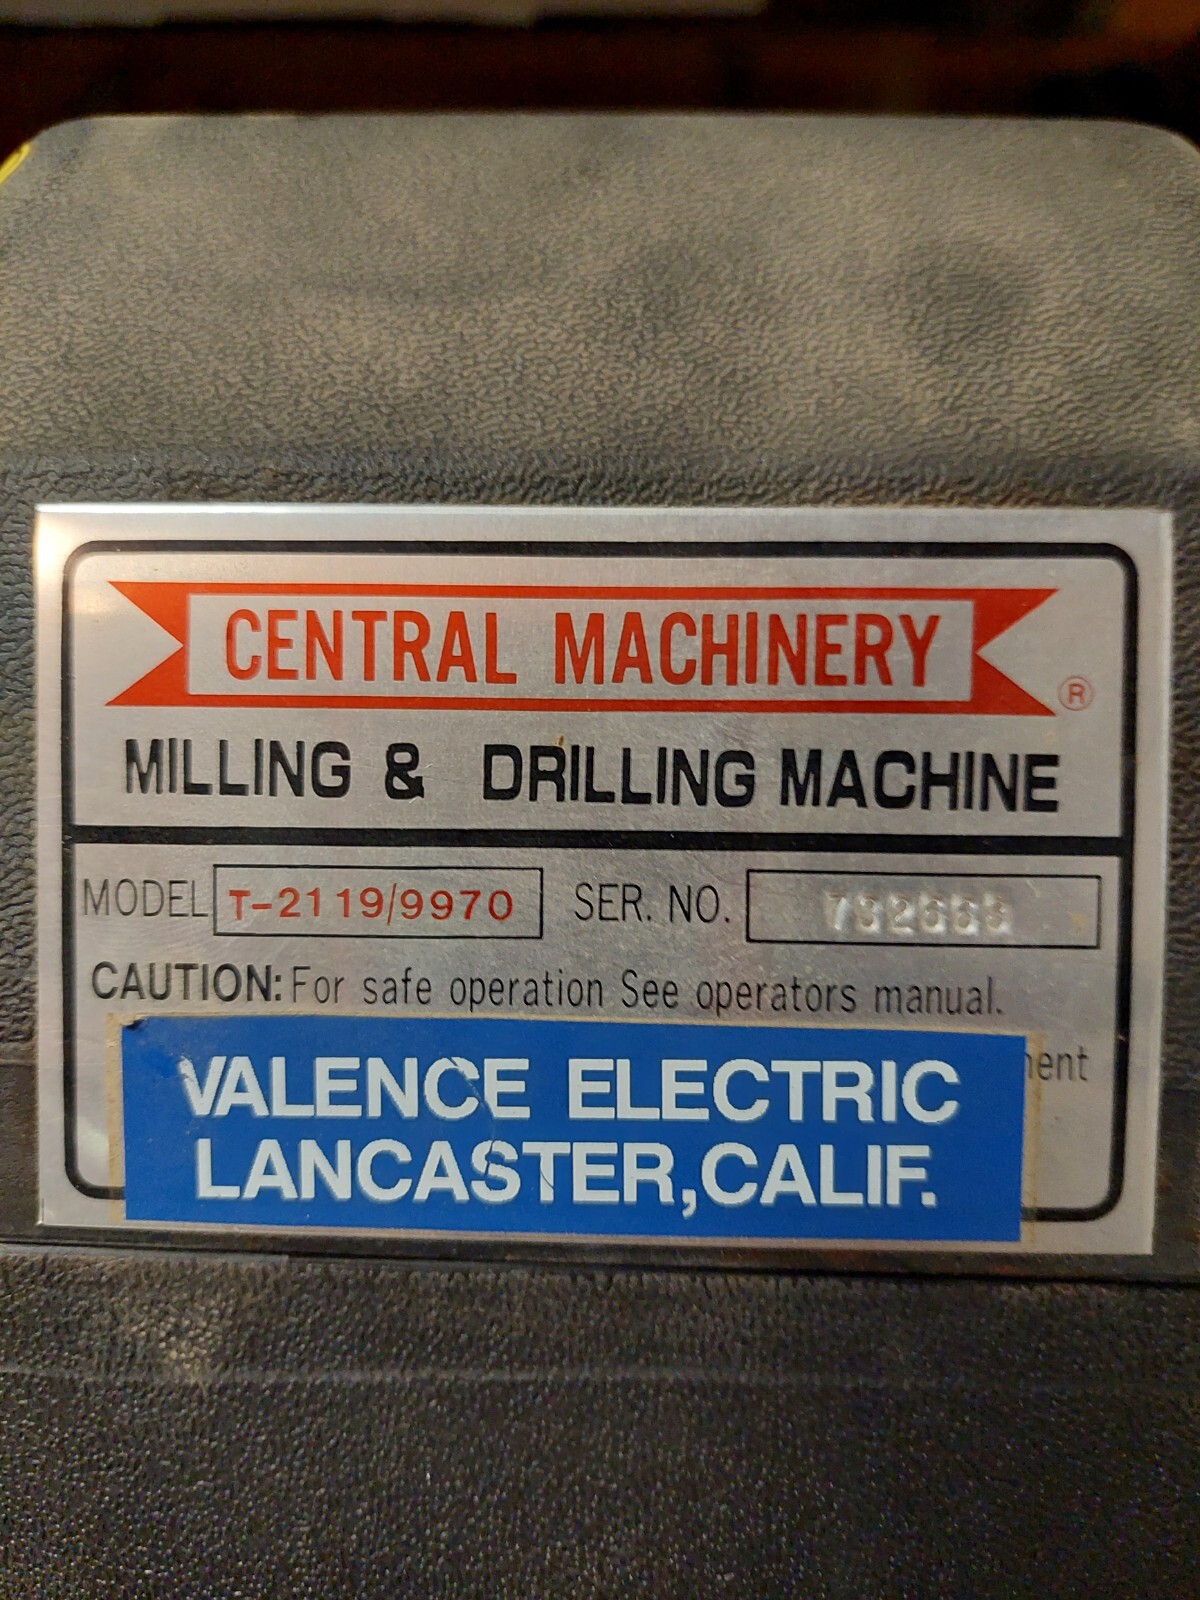 CENTRAL MACHINERY ®
MILLING & DRILLING MACHINE
MODEL T-2119/9970 SER. NO.
CAUTION: For safe operation See operators manual.
VALENCE ELECTRIC
LANCASTER, CALIF.